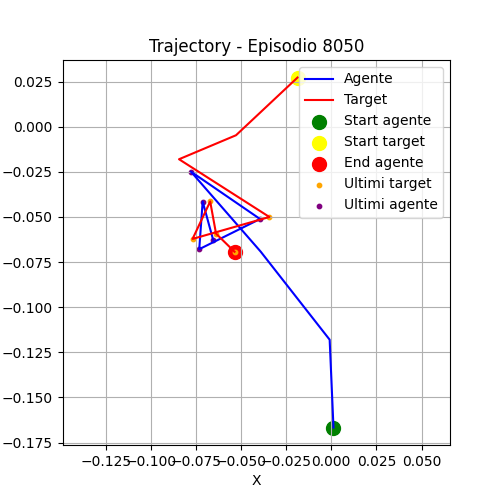 Trajectory - Episodio 8050
Agente
Target
Start agente
Start target
End agente
Ultimi target
Ultimi agente
0.025
0.000
−0.025
−0.050
−0.075
−0.100
−0.125
−0.150
−0.175
−0.125 −0.100 −0.075 −0.050 −0.025 0.000 0.025 0.050
X